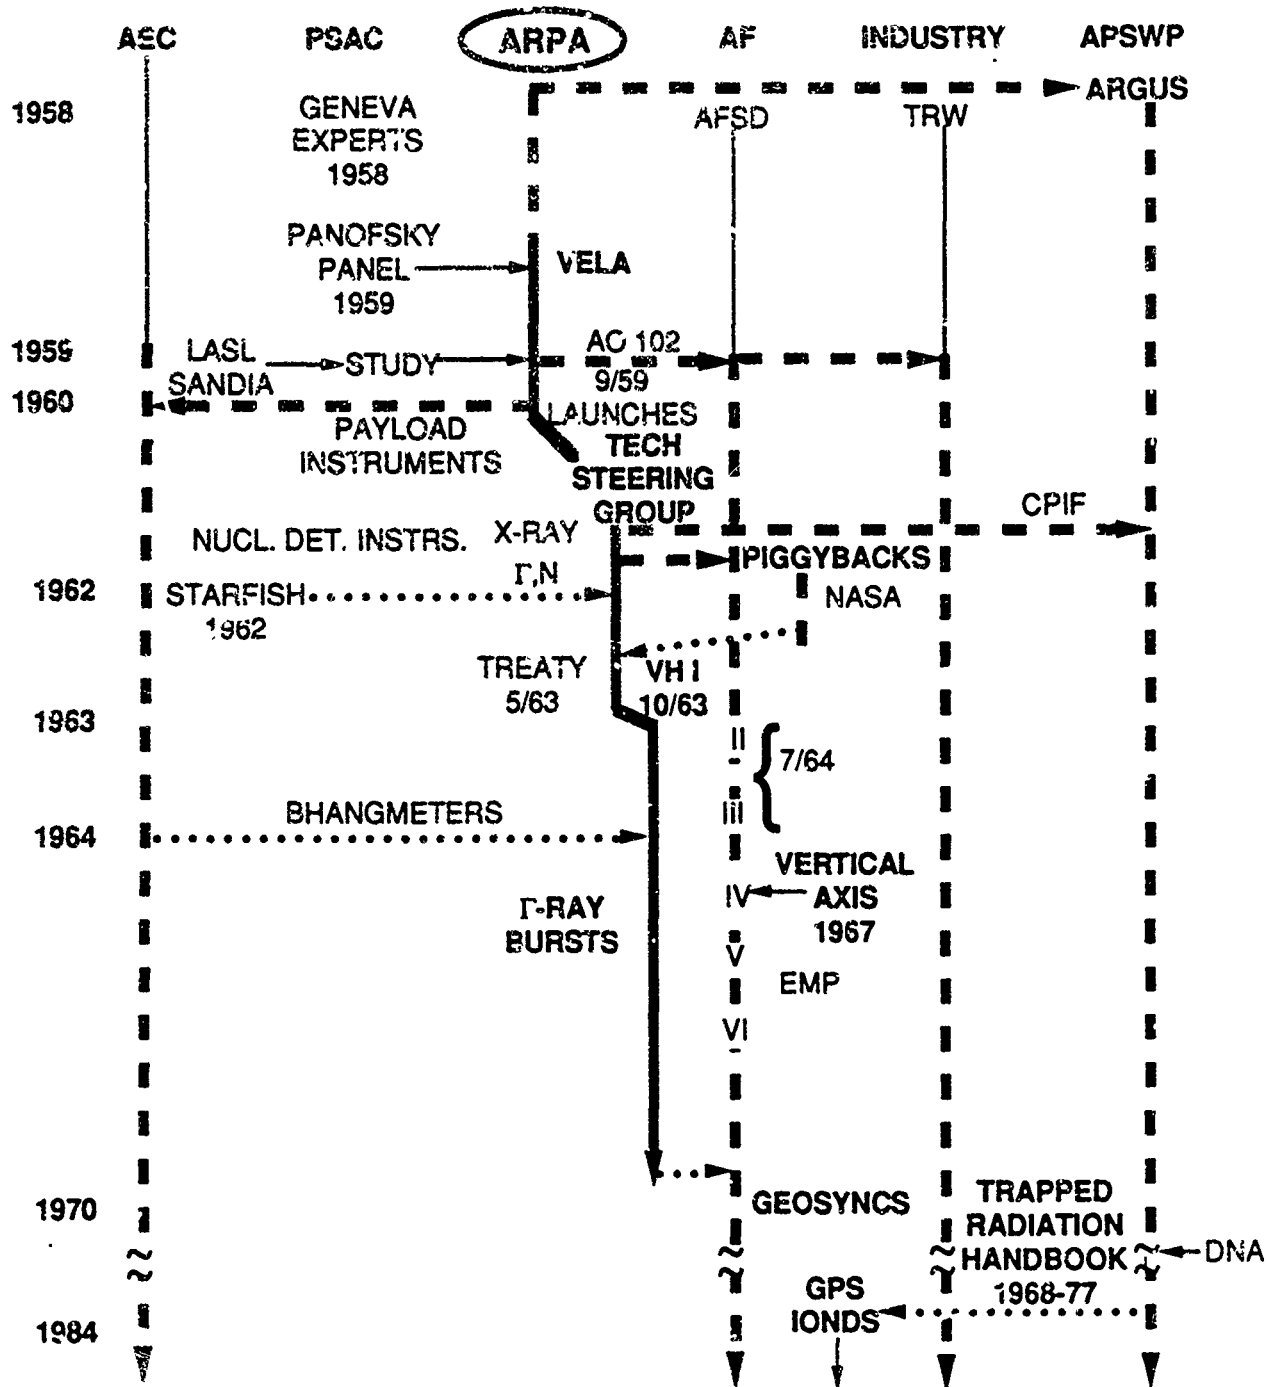 AEC PSAC ARPA AF INDUSTRY APSWP
ARGUS
1958
GENEVA
EXPERTS
1958
AFSD
TRW
PANOFSKY
PANEL
1959
VELA
1959
LASL
SANDIA
STUDY
AO 102
9/59
1960
LAUNCHES
PAYLOAD
INSTRUMENTS
TECH
STEERING
GROUP
CPIF
NUCL. DET. INSTRS.
X-RAY
Γ,N
PIGGYBACKS
NASA
1962
STARFISH
1962
TREATY
5/63
VH I
10/63
1963
II
7/64
III
BHANGMETERS
1964
VERTICAL
AXIS
1967
IV
Γ-RAY
BURSTS
V
EMP
VI
1970
GEOSYNCS
TRAPPED
RADIATION
HANDBOOK
1968-77
DNA
GPS
IONDS
1984